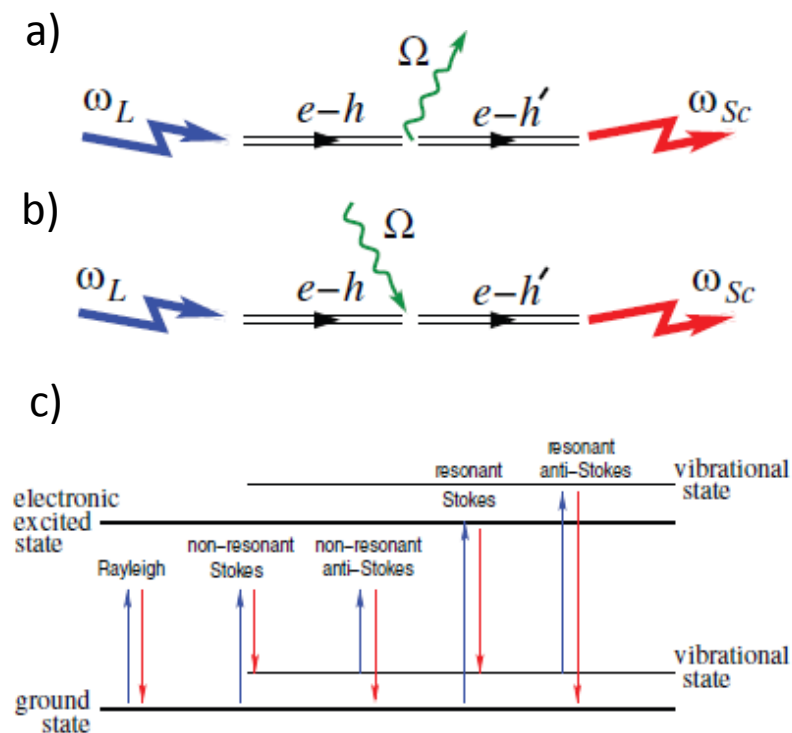 a)
Ω
ω_L e−h e−h′ ω_Sc
b)
Ω
ω_L e−h e−h′ ω_Sc
c)
resonant
resonant anti−Stokes vibrational
Stokes state
electronic
excited
state
non−resonant non−resonant
Rayleigh Stokes anti−Stokes
vibrational
state
ground
state